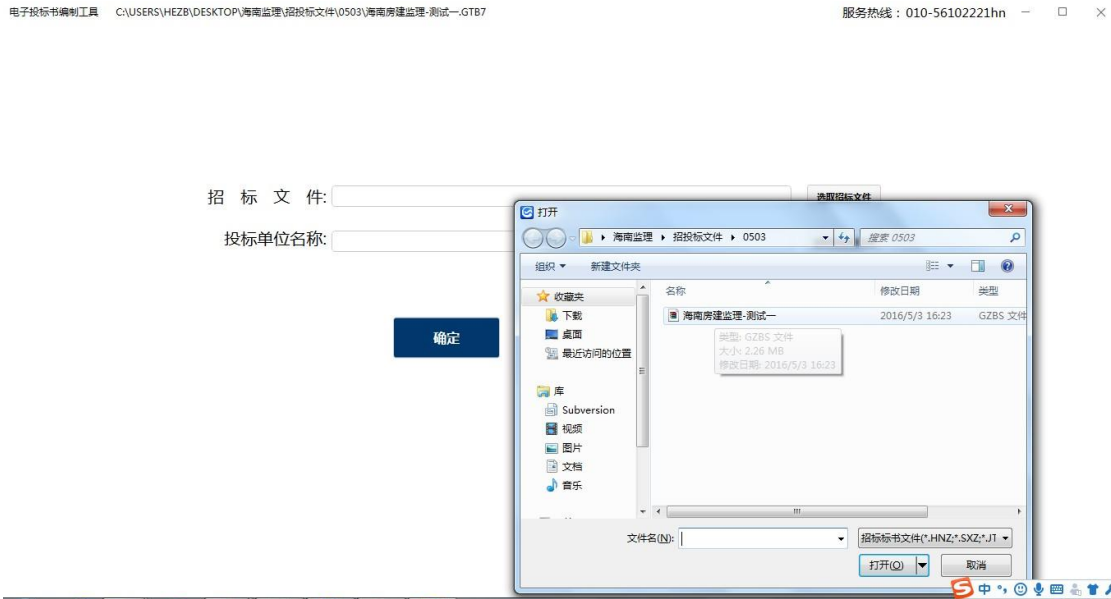 电子投标书编制工具 C:\USERS\HEZB\DESKTOP\海南监理\招投标文件\0503\海南房建监理-测试一.GTB7 服务热线：010-56102221hn
招 标 文 件: 选取招标文件
投标单位名称:
确定
打开
海南监理 招投标文件 0503 搜索 0503
组织 新建文件夹
收藏夹
下载
桌面
最近访问的位置
库
Subversion
视频
图片
文档
音乐
名称 修改日期 类型
海南房建监理-测试一 2016/5/3 16:23 GZBS 文件
类型: GZBS 文件
大小: 2.26 MB
修改日期: 2016/5/3 16:23
文件名(N): 招标标书文件(*.HNZ;*.SXZ;*.JT
打开(O) 取消
中